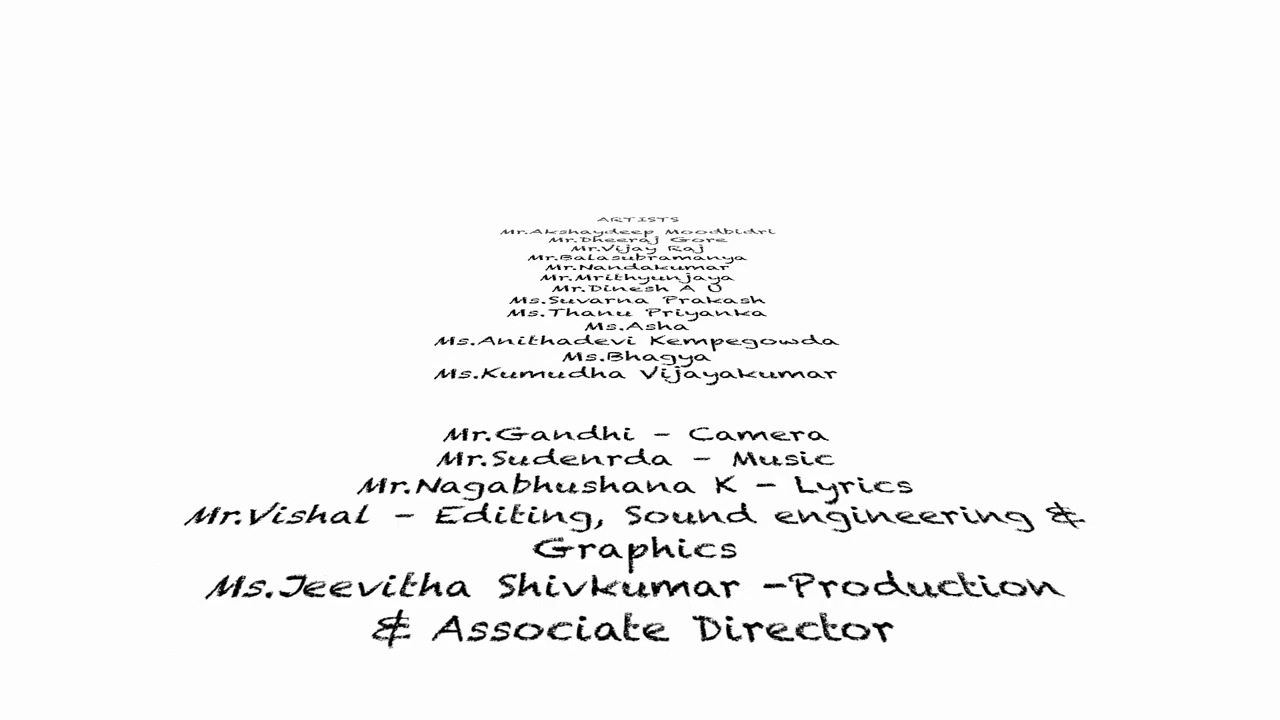 ARTISTS
Mr.Akshaydeep Moodbidri
Mr.Dheeraj Gore
Mr.Vijay Raj
Mr.Balasubramanya
Mr.Nandakumar
Mr.Mrithyunjaya
Mr.Dinesh A U
Ms.Suvarna Prakash
Ms.Thanu Priyanka
Ms.Asha
Ms.Anithadevi Kempegowda
Ms.Bhagya
Ms.Kumudha Vijayakumar
Mr.Gandhi - Camera
Mr.Sudenrda - Music
Mr.Nagabhushana K - Lyrics
Mr.Vishal - Editing, Sound engineering &
Graphics
Ms.Jeevitha Shivkumar -Production
& Associate Director